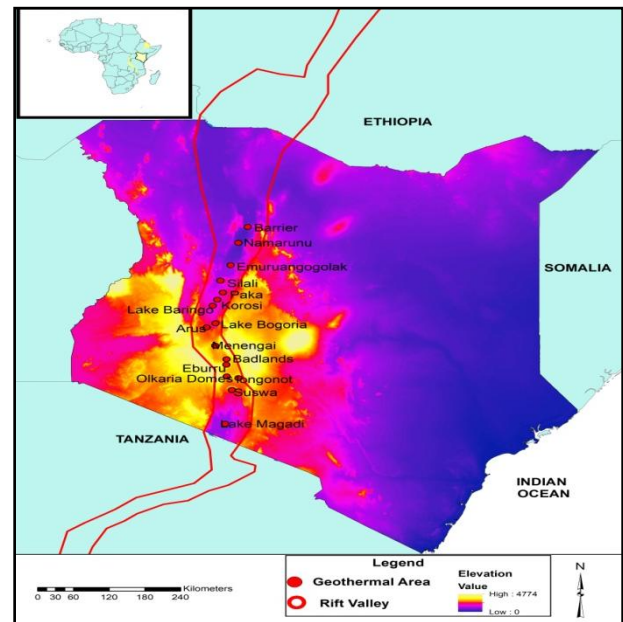 ETHIOPIA
Barrier
Namarunu
Emuruangogolak
SOMALIA
Silali
Paka
Korosi
Lake Baringo
Lake Bogoria
Arus
Menengai
Badlands
Eburru
Olkaria Domes
longonot
Suswa
Lake Magadi
TANZANIA
INDIAN
OCEAN
Legend
Geothermal Area
Rift Valley
Elevation
Value
High : 4774
Low : 0
N
Kilometers
0 30 60 120 180 240